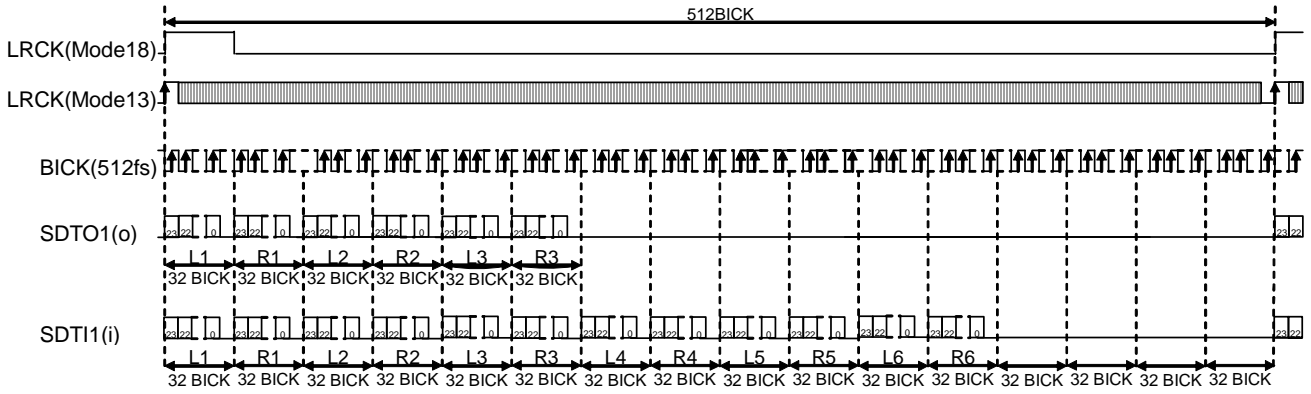 512BICK
LRCK(Mode18)
LRCK(Mode13)
BICK(512fs)
SDTO1(o)
23 22 0 23 22 0 23 22 0 23 22 0 23 22 0 23 22 0 23 22
L1 R1 L2 R2 L3 R3
32 BICK 32 BICK 32 BICK 32 BICK 32 BICK 32 BICK
SDTI1(i)
23 22 0 23 22 0 23 22 0 23 22 0 23 22 0 23 22 0 23 22 0 23 22 0 23 22 0 23 22 0 23 22 0 23 22 0 23 22
L1 R1 L2 R2 L3 R3 L4 R4 L5 R5 L6 R6
32 BICK 32 BICK 32 BICK 32 BICK 32 BICK 32 BICK 32 BICK 32 BICK 32 BICK 32 BICK 32 BICK 32 BICK 32 BICK 32 BICK 32 BICK 32 BICK